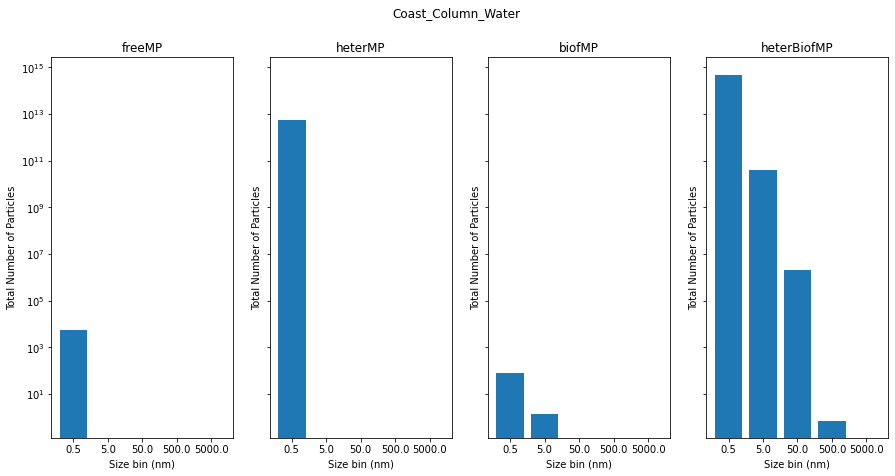 Coast_Column_Water
freeMP
heterMP
biofMP
heterBiofMP
Total Number of Particles
10^15
10^13
10^11
10^9
10^7
10^5
10^3
10^1
0.5 5.0 50.0 500.0 5000.0
Size bin (nm)
Total Number of Particles
0.5 5.0 50.0 500.0 5000.0
Size bin (nm)
Total Number of Particles
0.5 5.0 50.0 500.0 5000.0
Size bin (nm)
Total Number of Particles
0.5 5.0 50.0 500.0 5000.0
Size bin (nm)